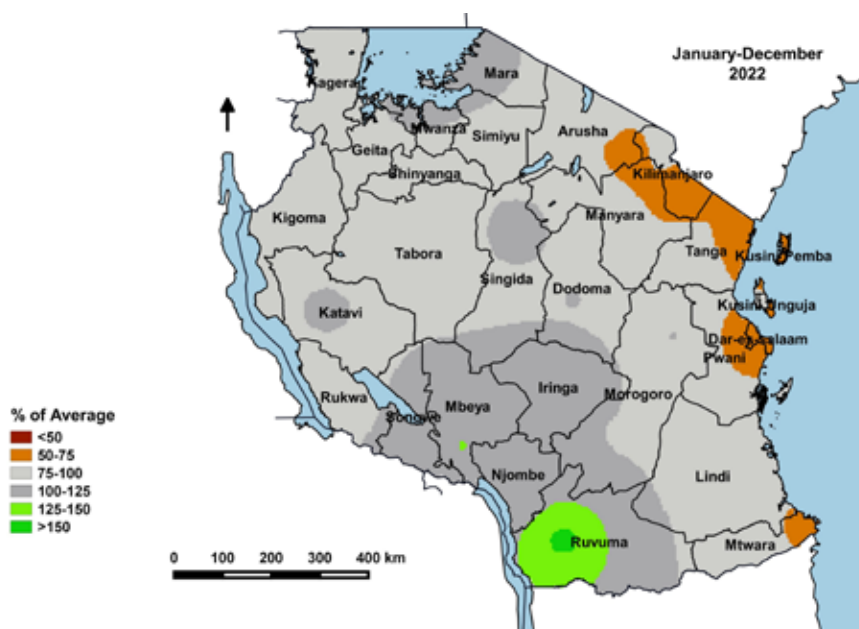 January-December
2022
Mara
Kagera
Mwanza
Simiyu
Arusha
Geita
Shinyanga
Kilimanjaro
Kigoma
Manyara
Tabora
Tanga
Kusini Pemba
Singida
Dodoma
Kusini Unguja
Katavi
Dar-es-salaam
Pwani
Rukwa
Iringa
Morogoro
Mbeya
Songwe
Njombe
Lindi
Ruvuma
Mtwara
% of Average
<50
50-75
75-100
100-125
125-150
>150
0 100 200 300 400 km